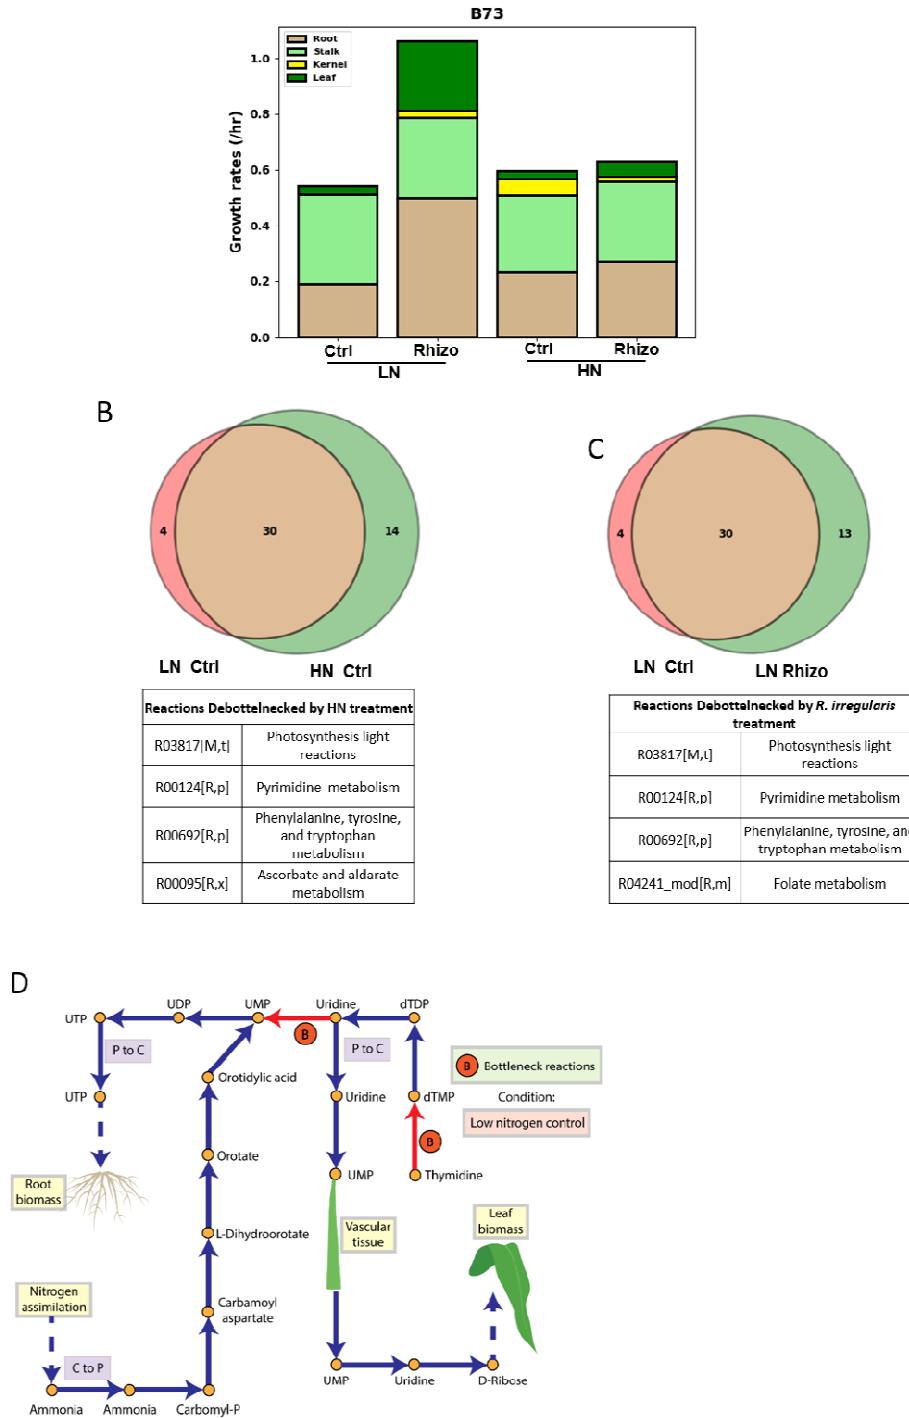 B73
Growth rates (/hr)
1.0
0.8
0.6
0.4
0.2
0.0
Root
Stalk
Kernel
Leaf
Ctrl
Rhizo
Ctrl
Rhizo
LN
HN
B
4
30
14
LN Ctrl
HN Ctrl
Reactions Debottelnecked by HN treatment
R03817[M,t]
Photosynthesis light
reactions
R00124[R,p]
Pyrimidine metabolism
R00692[R,p]
Phenylalanine, tyrosine,
and tryptophan
metabolism
R00095[R,x]
Ascorbate and aldarate
metabolism
C
4
30
13
LN Ctrl
LN Rhizo
Reactions Debottelnecked by R. irregularis
treatment
R03817[M,t]
Photosynthesis light
reactions
R00124[R,p]
Pyrimidine metabolism
R00692[R,p]
Phenylalanine, tyrosine, and
tryptophan metabolism
R04241_mod[R,m]
Folate metabolism
D
UTP
UDP
UMP
Uridine
dTDP
B
P to C
P to C
B Bottleneck reactions
UTP
Orotidylic acid
Uridine
dTMP
Condition:
Low nitrogen control
B
Orotate
UMP
Thymidine
Root
biomass
L-Dihydroorotate
Vascular
tissue
Leaf
biomass
Nitrogen
assimilation
Carbamoyl
aspartate
C to P
UMP
Uridine
D-Ribose
Ammonia
Ammonia
Carbomyl-P